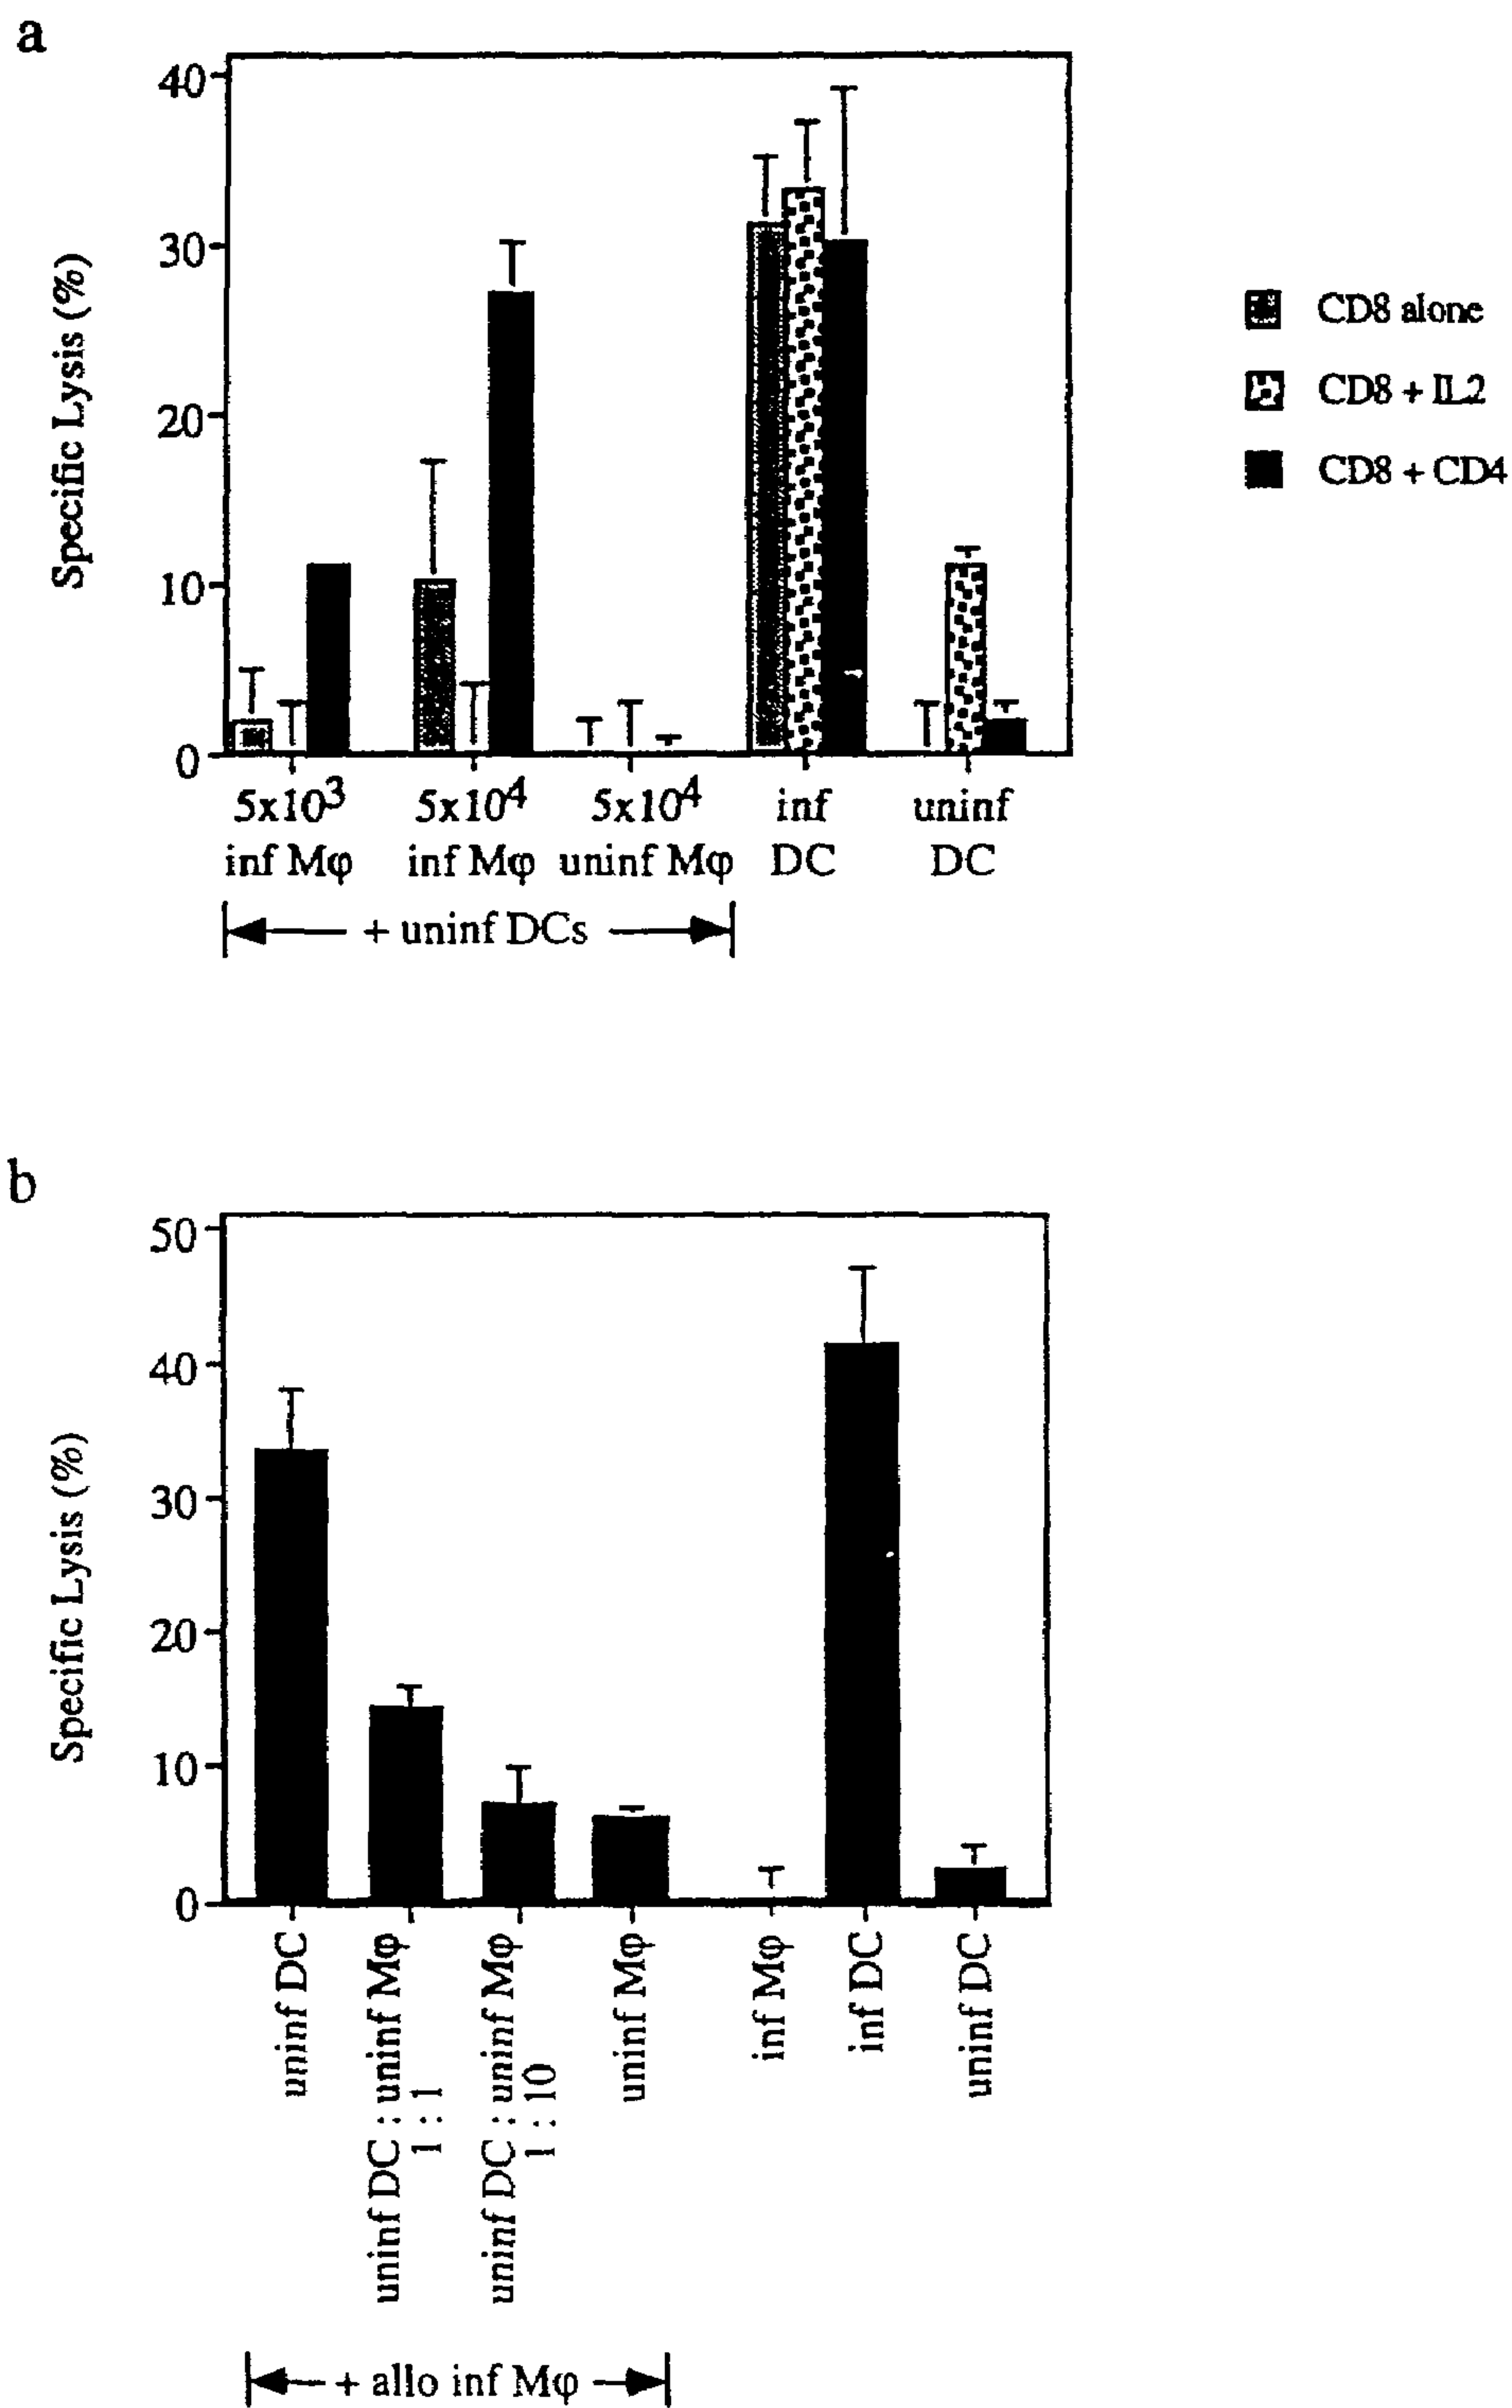 a
Specific Lysis (%)
40
30
20
10
0
5x10³
inf Mφ
5x10⁴
inf Mφ
5x10⁴
uninf Mφ
inf
DC
uninf
DC
+ uninf DCs
CD8 alone
CD8 + IL2
CD8 + CD4
b
Specific Lysis (%)
50
40
30
20
10
0
uninf DC
uninf DC : uninf Mφ
1 : 1
uninf DC : uninf Mφ
1 : 10
uninf Mφ
inf Mφ
inf DC
uninf DC
+ allo inf Mφ